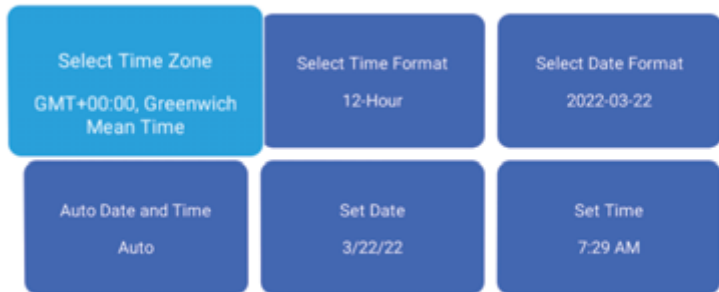 Select Time Zone
GMT+00:00, Greenwich
Mean Time
Select Time Format
12-Hour
Select Date Format
2022-03-22
Auto Date and Time
Auto
Set Date
3/22/22
Set Time
7:29 AM